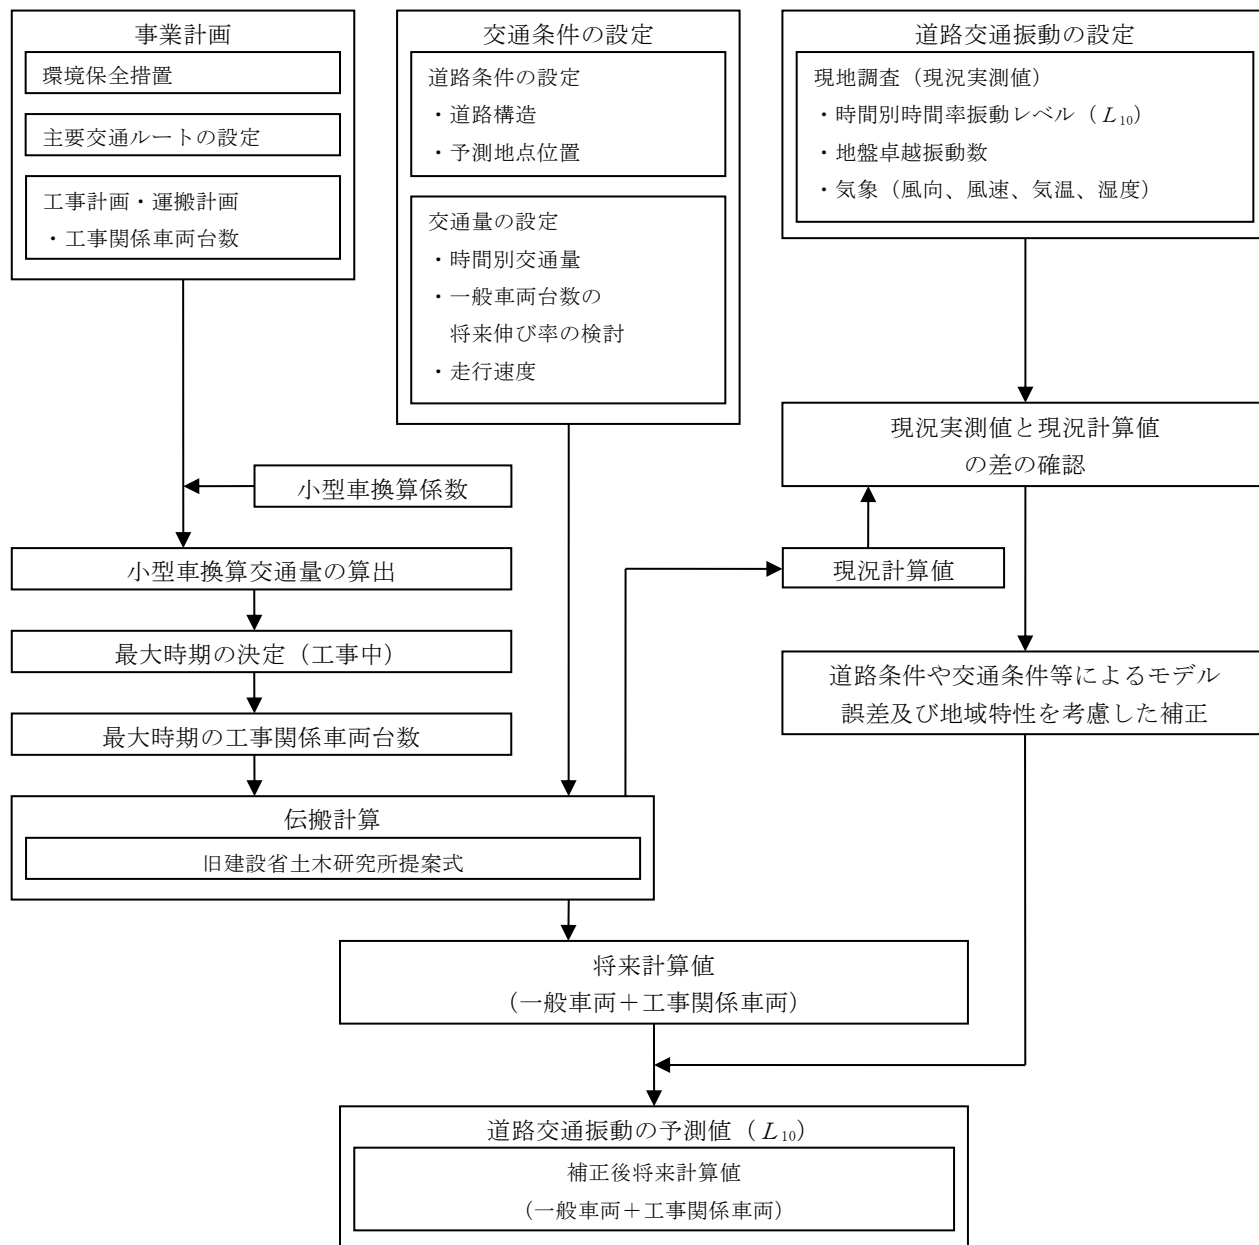 事業計画
環境保全措置
主要交通ルートの設定
工事計画・運搬計画
・工事関係車両台数
交通条件の設定
道路条件の設定
・道路構造
・予測地点位置
交通量の設定
・時間別交通量
・一般車両台数の
将来伸び率の検討
・走行速度
道路交通振動の設定
現地調査（現況実測値）
・時間別時間率振動レベル（L10）
・地盤卓越振動数
・気象（風向、風速、気温、湿度）
現況実測値と現況計算値
の差の確認
小型車換算係数
小型車換算交通量の算出
現況計算値
最大時期の決定（工事中）
道路条件や交通条件等によるモデル
誤差及び地域特性を考慮した補正
最大時期の工事関係車両台数
伝搬計算
旧建設省土木研究所提案式
将来計算値
（一般車両＋工事関係車両）
道路交通振動の予測値（L10）
補正後将来計算値
（一般車両＋工事関係車両）